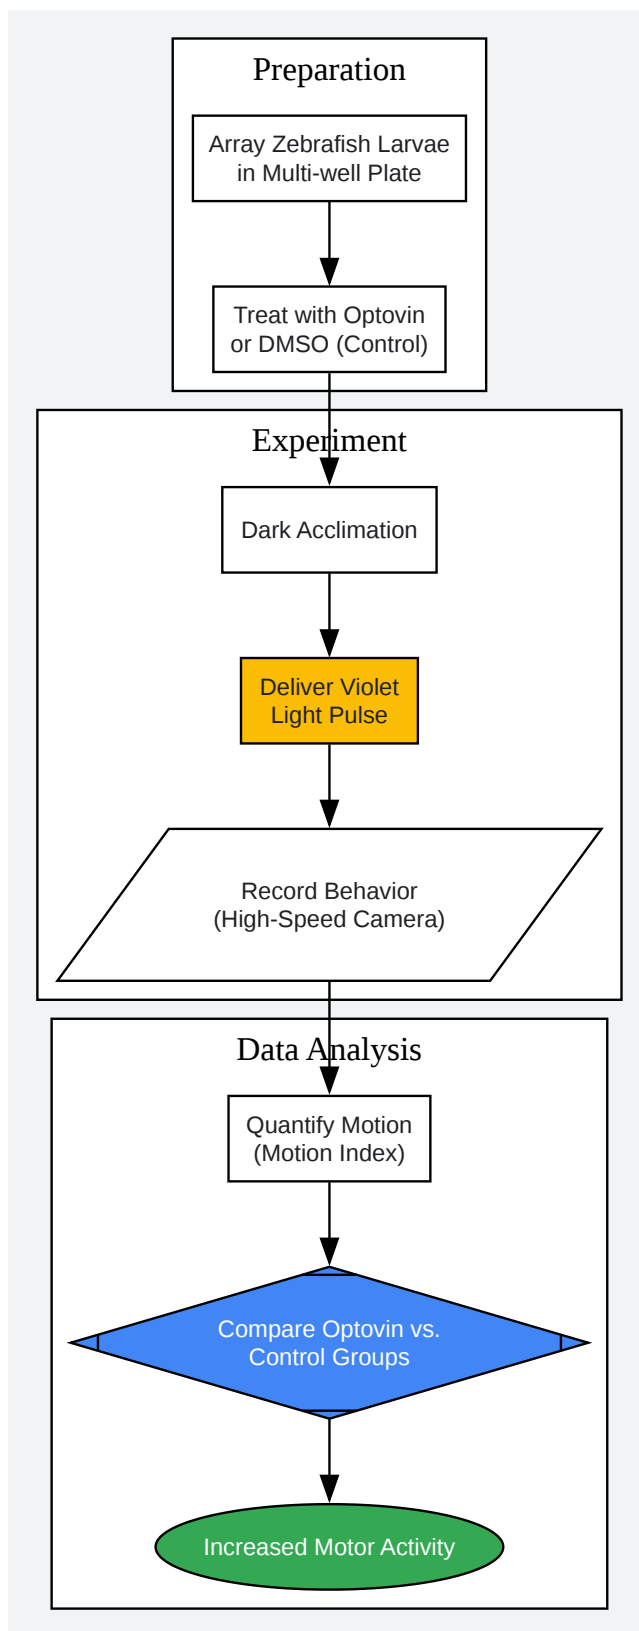 Preparation
Array Zebrafish Larvae
in Multi-well Plate
Treat with Optovin
or DMSO (Control)
Experiment
Dark Acclimation
Deliver Violet
Light Pulse
Record Behavior
(High-Speed Camera)
Data Analysis
Quantify Motion
(Motion Index)
Compare Optovin vs.
Control Groups
Increased Motor Activity